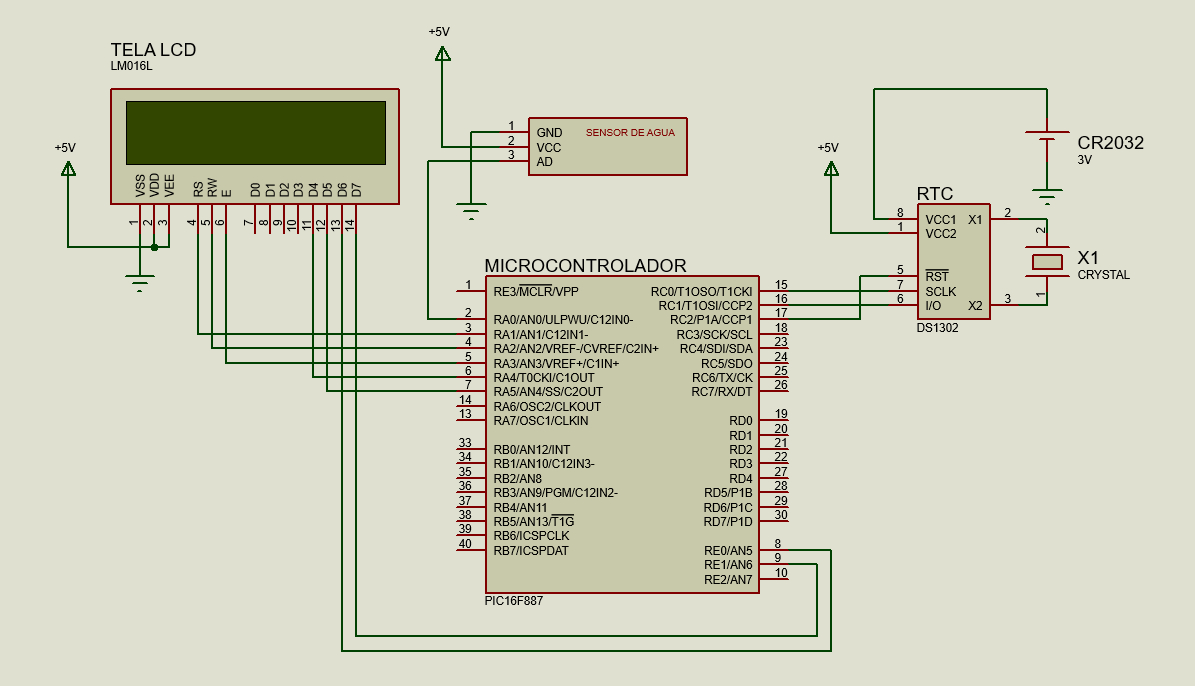 +5V
TELA LCD
LM016L
+5V
VSS
VDD
VEE
RS
RW
E
D0
D1
D2
D3
D4
D5
D6
D7
1
2
3
4
5
6
7
8
9
10
11
12
13
14
1 GND SENSOR DE AGUA
2 VCC
3 AD
CR2032
3V
+5V
RTC
8 VCC1 X1 2
1 VCC2
5 RST
7 SCLK
6 I/O X2 3
DS1302
2
X1
CRYSTAL
1
MICROCONTROLADOR
1 RE3/MCLR/VPP RC0/T1OSO/T1CKI 15
RC1/T1OSI/CCP2 16
2 RA0/AN0/ULPWU/C12IN0- RC2/P1A/CCP1 17
3 RA1/AN1/C12IN1- RC3/SCK/SCL 18
4 RA2/AN2/VREF-/CVREF/C2IN+ RC4/SDI/SDA 23
5 RA3/AN3/VREF+/C1IN+ RC5/SDO 24
6 RA4/T0CKI/C1OUT RC6/TX/CK 25
7 RA5/AN4/SS/C2OUT RC7/RX/DT 26
14 RA6/OSC2/CLKOUT
13 RA7/OSC1/CLKIN RD0 19
RD1 20
33 RB0/AN12/INT RD2 21
34 RB1/AN10/C12IN3- RD3 22
35 RB2/AN8 RD4 27
36 RB3/AN9/PGM/C12IN2- RD5/P1B 28
37 RB4/AN11 RD6/P1C 29
38 RB5/AN13/T1G RD7/P1D 30
39 RB6/ICSPCLK
40 RB7/ICSPDAT RE0/AN5 8
RE1/AN6 9
RE2/AN7 10
PIC16F887